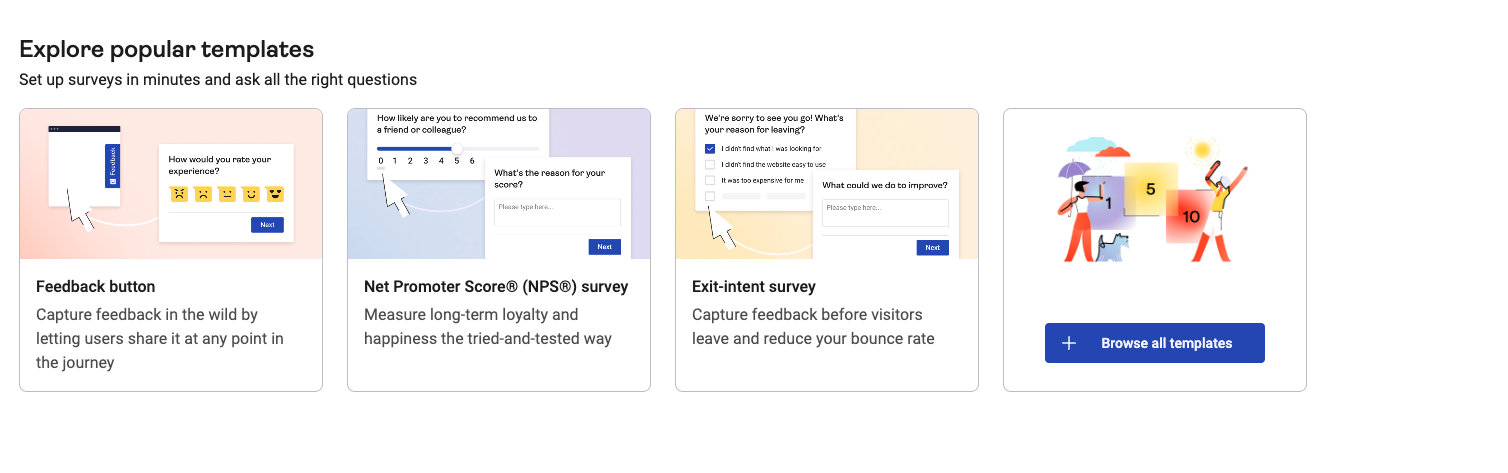 Explore popular templates
Set up surveys in minutes and ask all the right questions
Feedback
How would you rate your
experience?
Next
Feedback button
Capture feedback in the wild by
letting users share it at any point in
the journey
How likely are you to recommend us to
a friend or colleague?
0 1 2 3 4 5 6
What's the reason for your
score?
Please type here...
Next
Net Promoter Score® (NPS®) survey
Measure long-term loyalty and
happiness the tried-and-tested way
We're sorry to see you go! What's
your reason for leaving?
I didn't find what I was looking for
I didn't find the website easy to use
It was too expensive for me
What could we do to improve?
Please type here...
Next
Exit-intent survey
Capture feedback before visitors
leave and reduce your bounce rate
1
5
10
Browse all templates